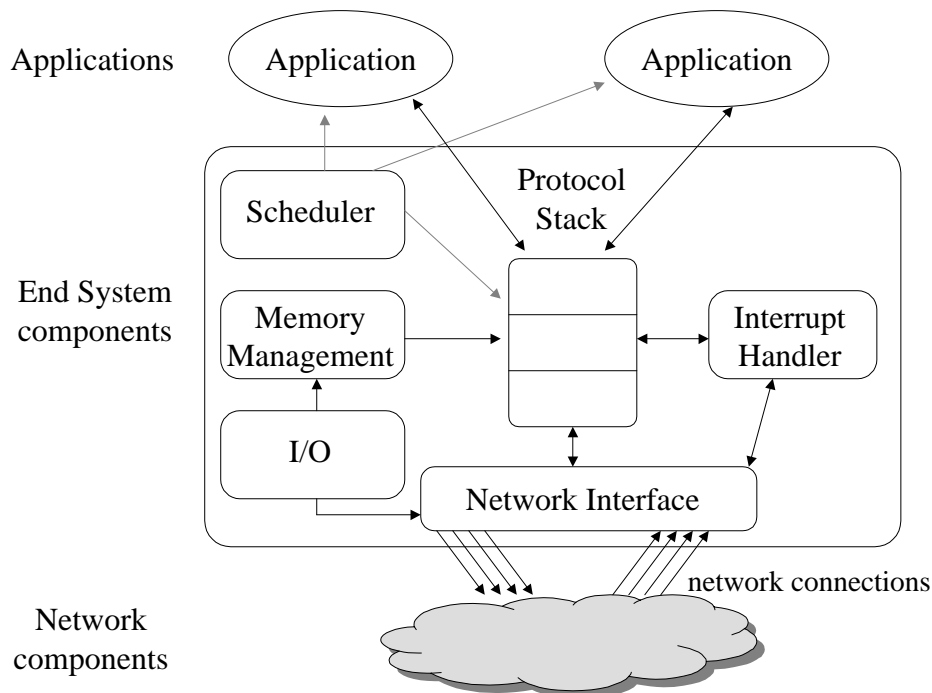 Applications
Application
Application
Scheduler
Protocol
Stack
End System
components
Memory
Management
Interrupt
Handler
I/O
Network Interface
network connections
Network
components